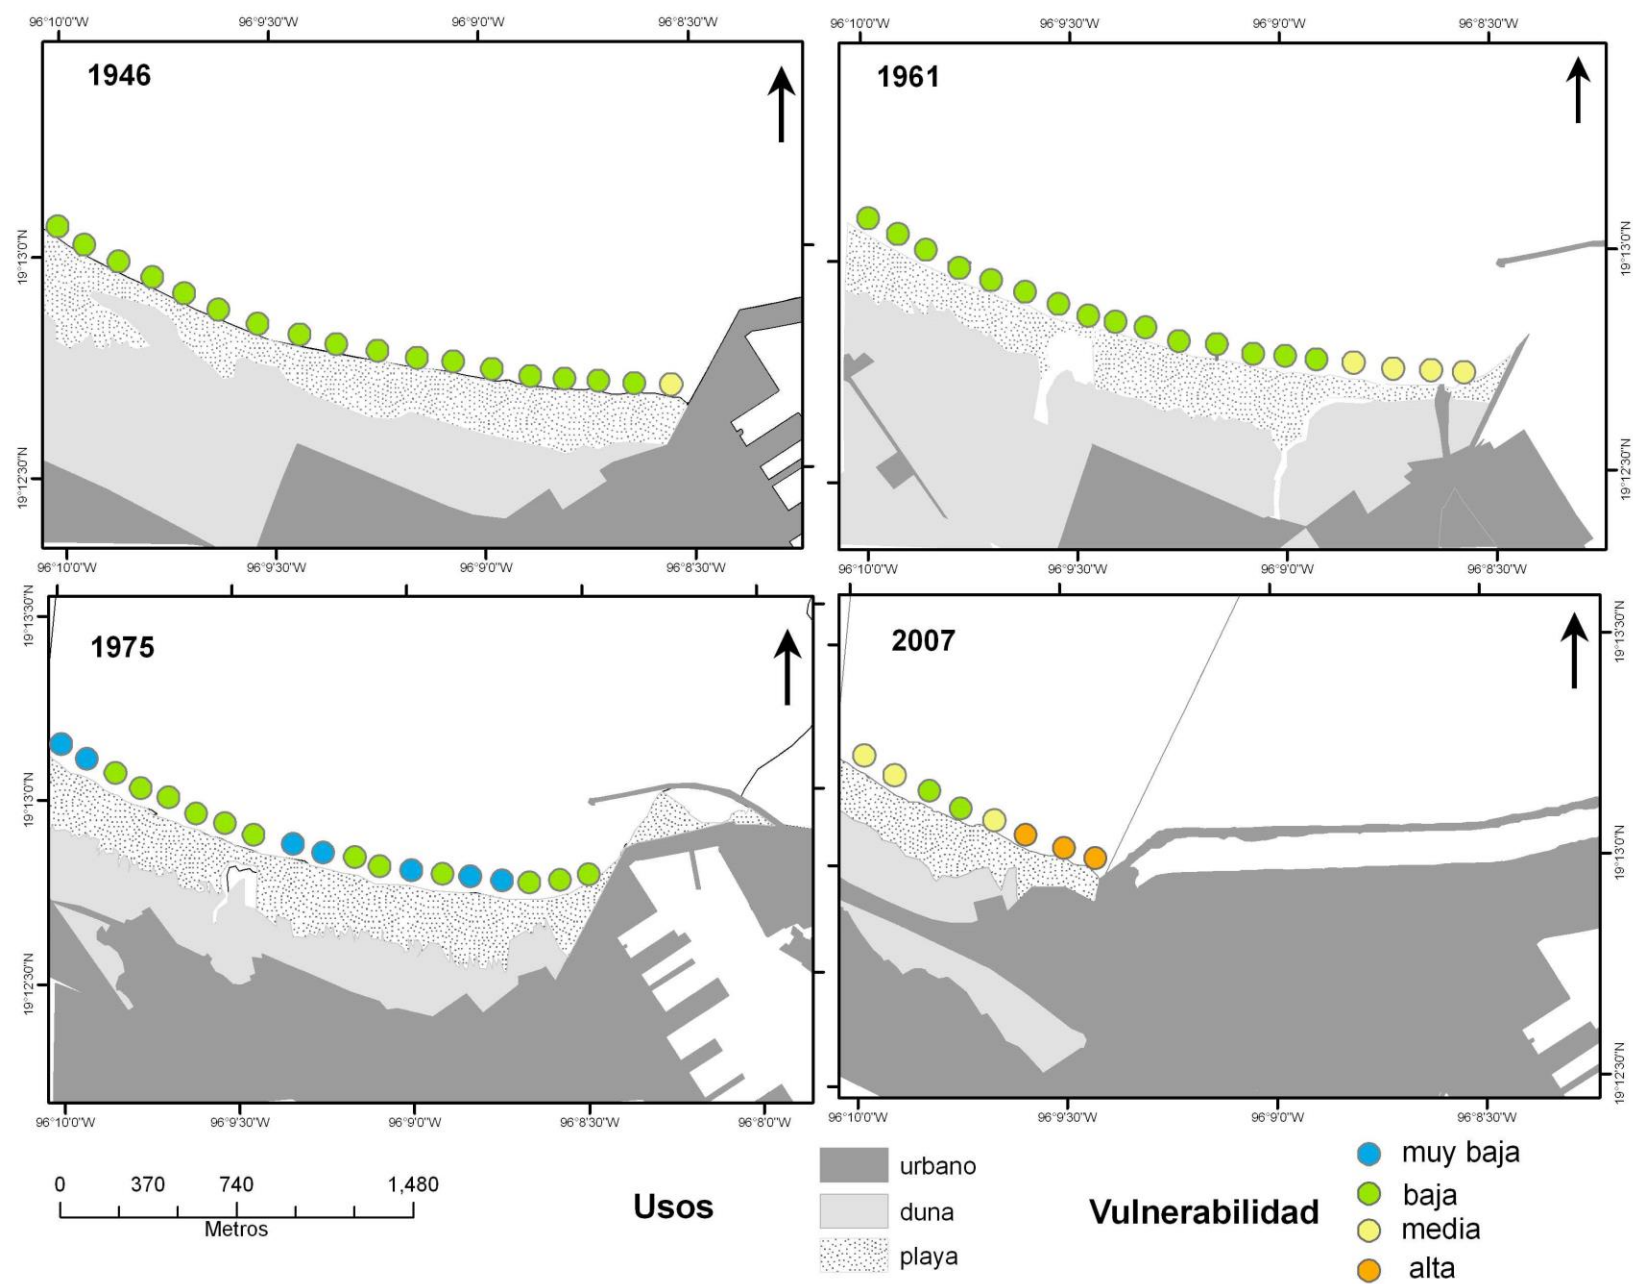 96°10'0"W 96°9'30"W 96°9'0"W 96°8'30"W
96°10'0"W 96°9'30"W 96°9'0"W 96°8'30"W
1946
1961
19°13'0"N
19°12'30"N
19°13'0"N
19°12'30"N
96°10'0"W 96°9'30"W 96°9'0"W 96°8'30"W
96°10'0"W 96°9'30"W 96°9'0"W 96°8'30"W
1975
2007
19°13'30"N
19°13'0"N
19°12'30"N
19°13'30"N
19°13'0"N
19°12'30"N
96°10'0"W 96°9'30"W 96°9'0"W 96°8'30"W 96°8'0"W
96°10'0"W 96°9'30"W 96°9'0"W 96°8'30"W
0 370 740 1,480
Metros
Usos
urbano
duna
playa
Vulnerabilidad
muy baja
baja
media
alta